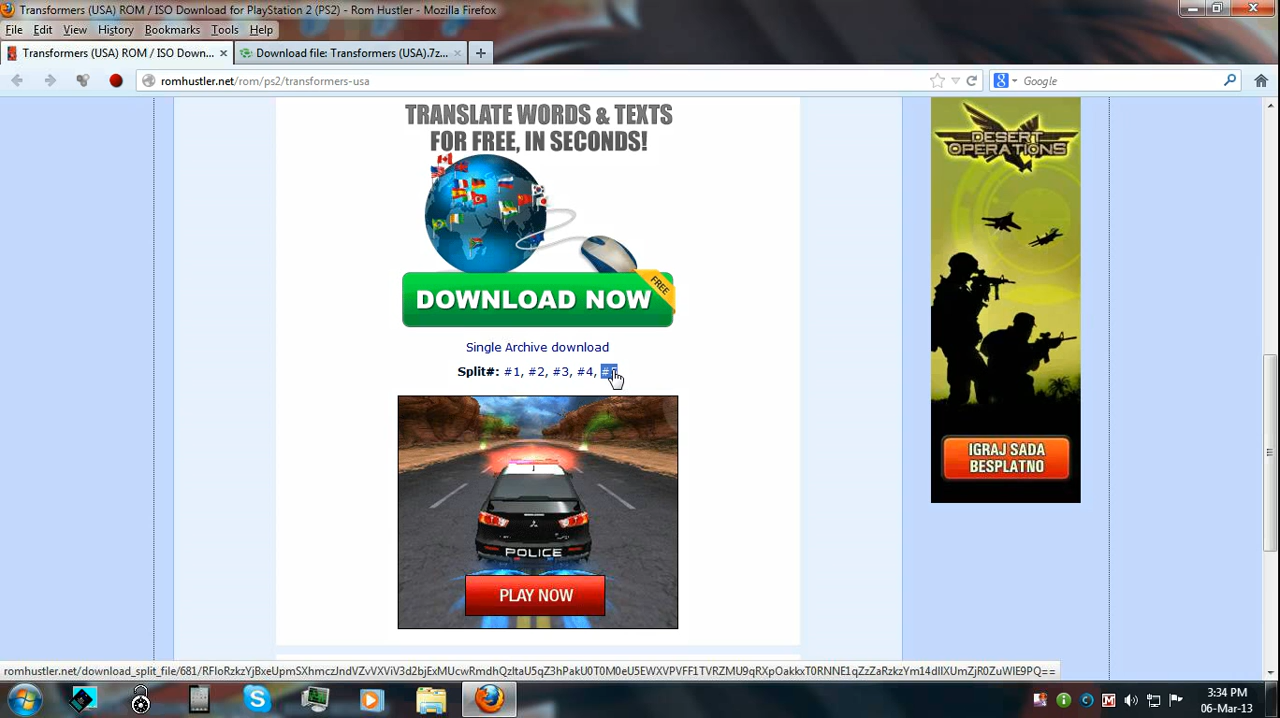 Transformers (USA) ROM / ISO Download for PlayStation 2 (PS2) - Rom Hustler - Mozilla Firefox
File Edit View History Bookmarks Tools Help
Transformers (USA) ROM / ISO Down... × Download file: Transformers (USA).7z... ×
romhustler.net/rom/ps2/transformers-usa
Google
TRANSLATE WORDS & TEXTS
FOR FREE, IN SECONDS!
DOWNLOAD NOW
FREE
Single Archive download
Split#: #1, #2, #3, #4,
POLICE
PLAY NOW
DESERT
OPERATIONS
IGRAJ SADA
BESPLATNO
3:34 PM
06-Mar-13